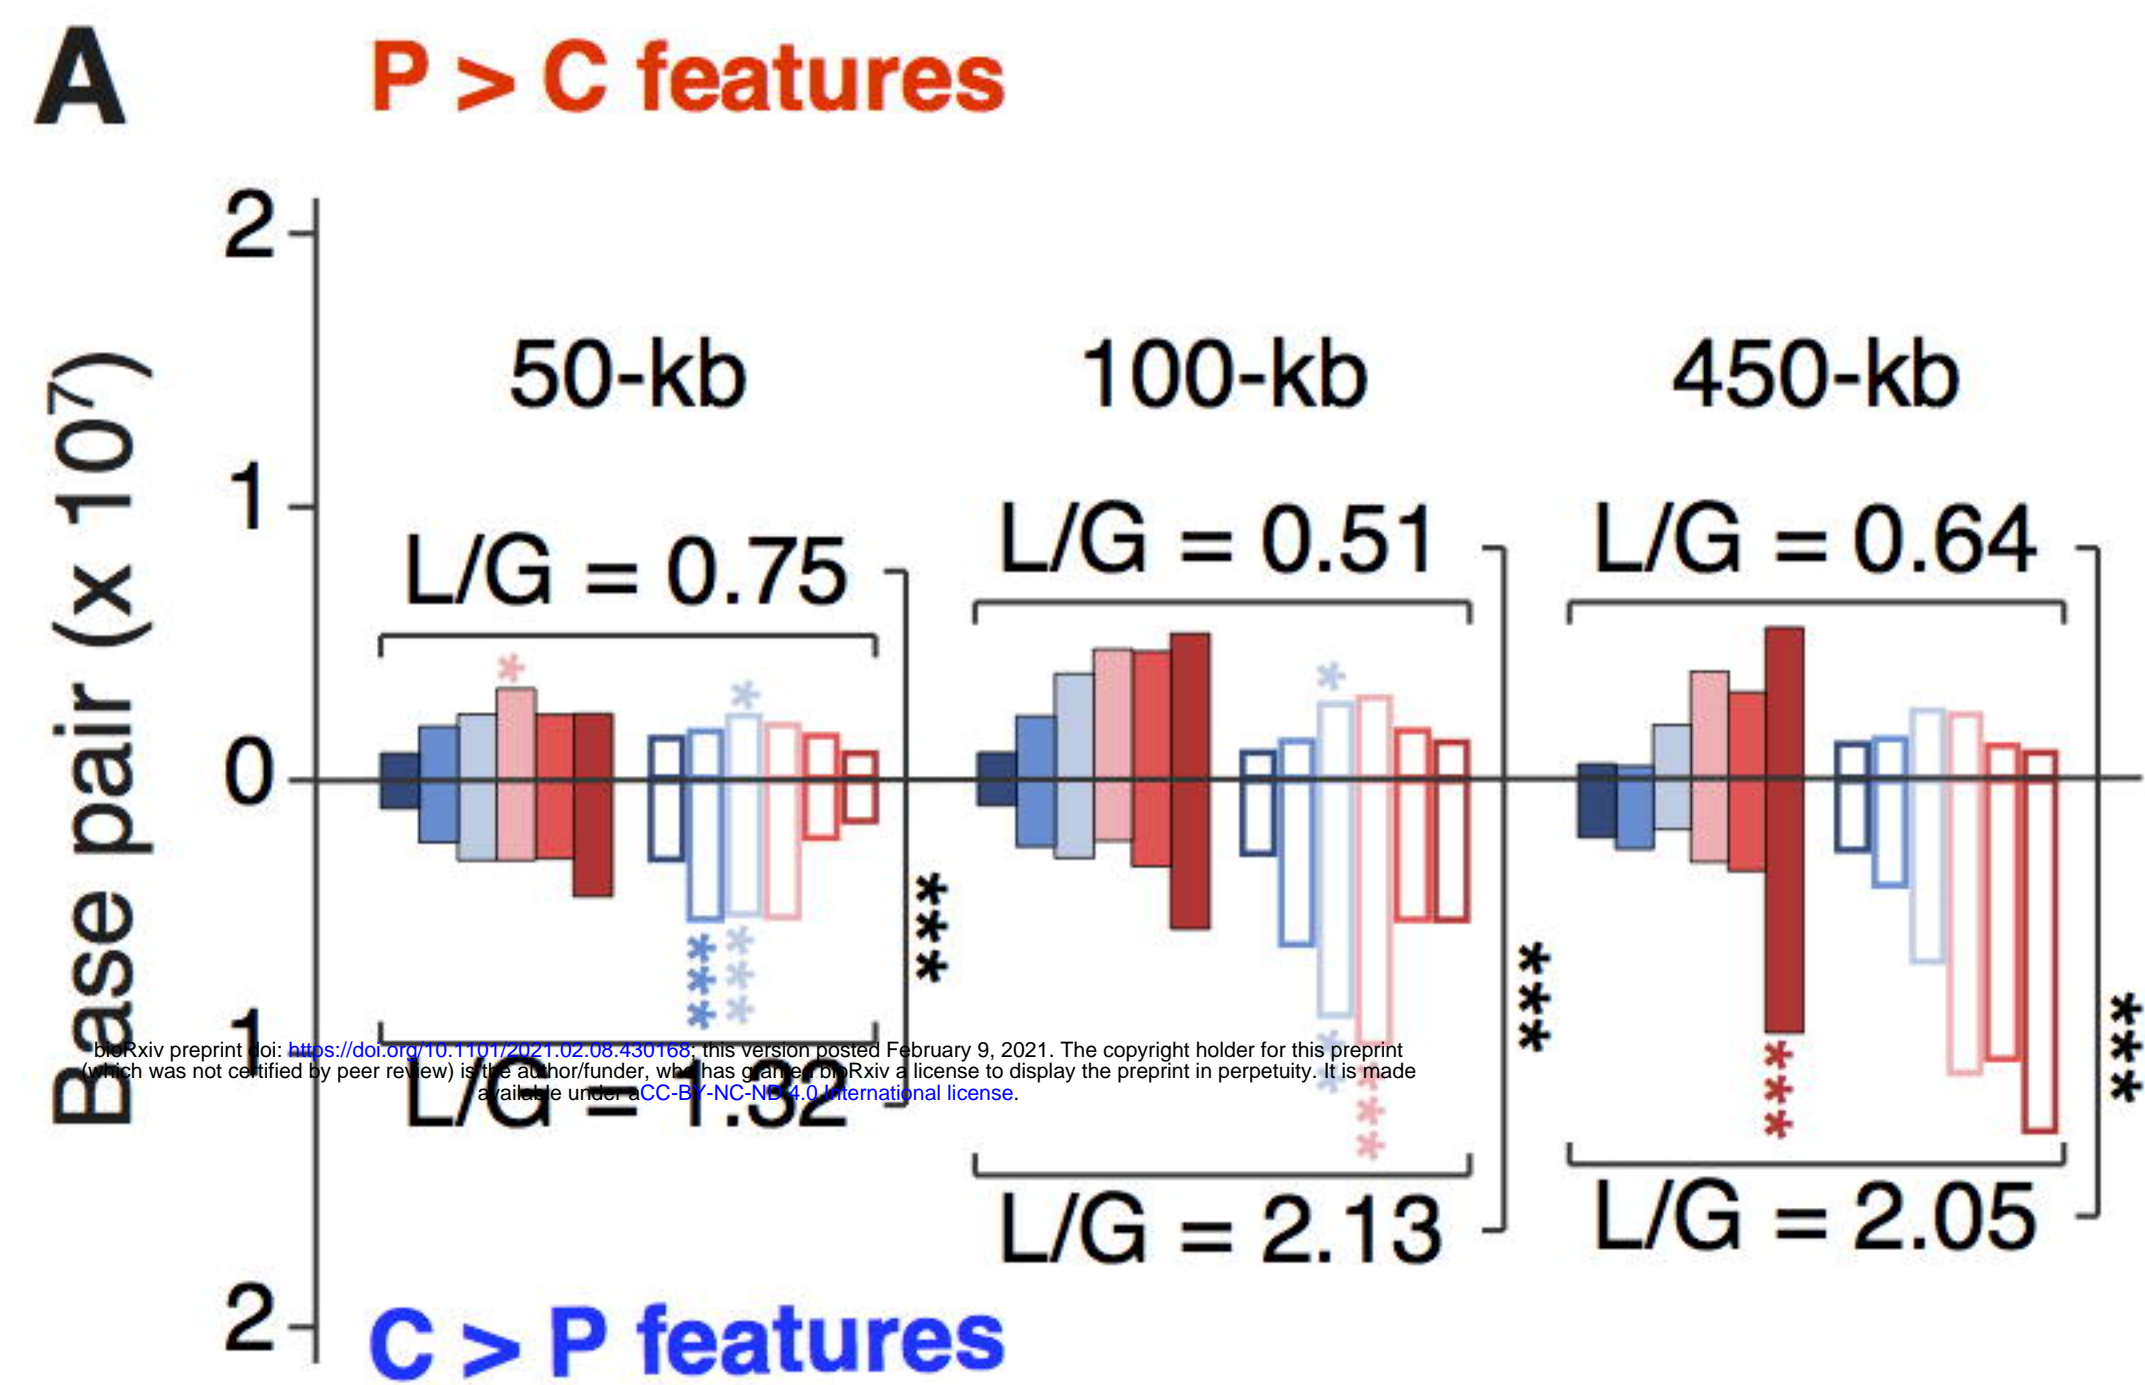 A
P > C features
Base pair (x 10⁷)
2
1
0
1
2
50-kb
100-kb
450-kb
L/G = 0.75
L/G = 0.51
L/G = 0.64
*
*
*
***
***
***
*
**
***
***
***
***
bioRxiv preprint doi: https://doi.org/10.1101/2021.02.08.430168; this version posted February 9, 2021. The copyright holder for this preprint
(which was not certified by peer review) is the author/funder, who has granted bioRxiv a license to display the preprint in perpetuity. It is made
available under aCC-BY-NC-ND 4.0 International license.
L/G = 1.32
L/G = 2.13
L/G = 2.05
C > P features